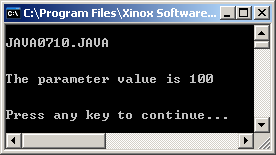 C:\Program Files\Xinox Software...
JAVA0710.JAVA
The parameter value is 100
Press any key to continue...